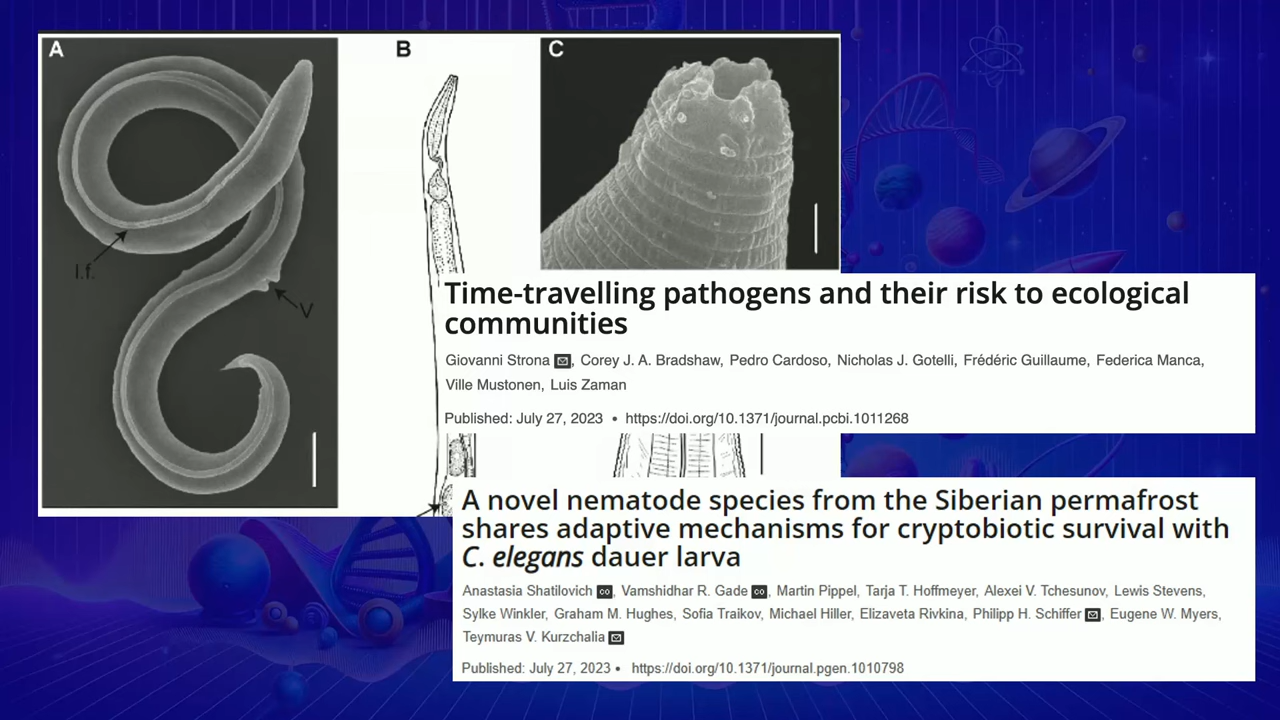 A
B
C
l.f.
V
Time-travelling pathogens and their risk to ecological
communities
Giovanni Strona, Corey J. A. Bradshaw, Pedro Cardoso, Nicholas J. Gotelli, Frédéric Guillaume, Federica Manca,
Ville Mustonen, Luis Zaman
Published: July 27, 2023 • https://doi.org/10.1371/journal.pcbi.1011268
A novel nematode species from the Siberian permafrost
shares adaptive mechanisms for cryptobiotic survival with
C. elegans dauer larva
Anastasia Shatilovich co, Vamshidhar R. Gade co, Martin Pippel, Tarja T. Hoffmeyer, Alexei V. Tchesunov, Lewis Stevens,
Sylke Winkler, Graham M. Hughes, Sofia Traikov, Michael Hiller, Elizaveta Rivkina, Philipp H. Schiffer, Eugene W. Myers,
Teymuras V. Kurzchalia
Published: July 27, 2023 • https://doi.org/10.1371/journal.pgen.1010798